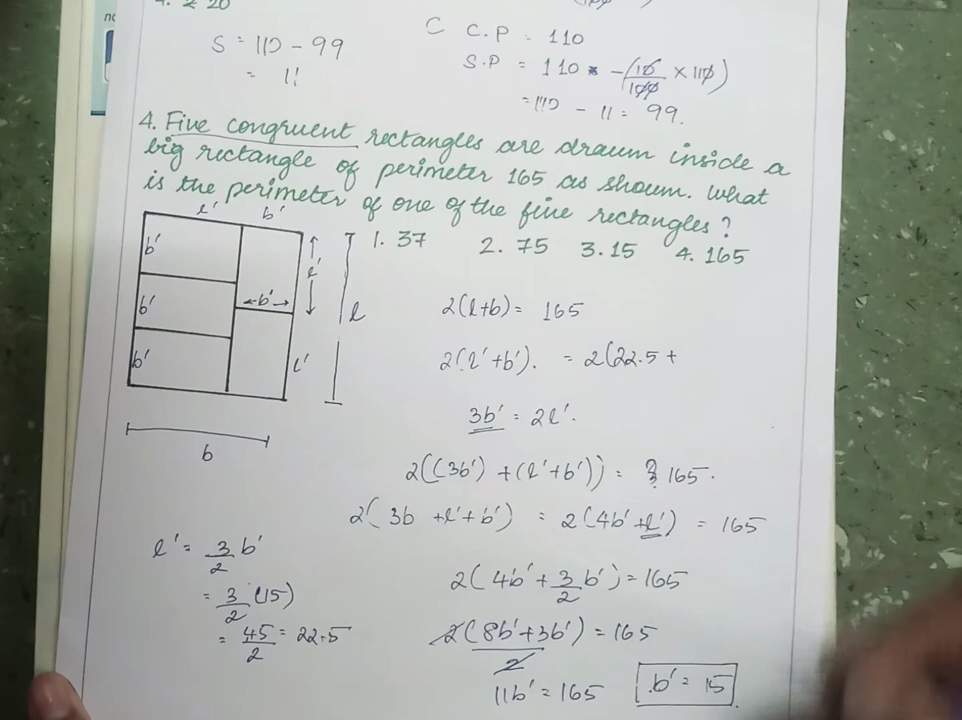 4. 2 20
S = 110 - 99
= 11
C C.P = 110
S.P = 110 - (10/100 × 110)
= 110 - 11 = 99.
4. Five congruent rectangles are drawn inside a
big rectangle of perimeter 165 as shown. What
is the perimeter of one of the five rectangles?
1. 37 2. 75 3. 15 4. 165
l' b'
b' l'
b' ←b'→ l
b' l'
b
2(l+b) = 165
2(l'+b'). = 2(22.5 +
3b' = 2l'.
2((3b') + (l'+b')) = 165.
2(3b + l' + b') = 2(4b' + l') = 165
l' = 3/2 b'
= 3/2 (15)
= 45/2 = 22.5
2(4b' + 3/2 b') = 165
2(8b'+3b')/2 = 165
11b' = 165 b' = 15